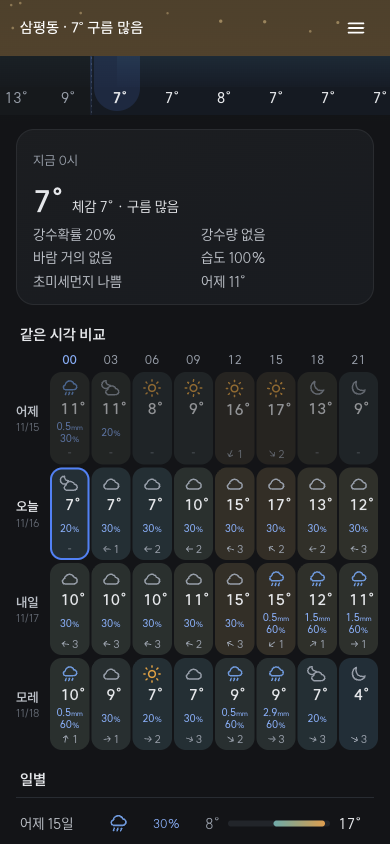 삼평동 · 7° 구름 많음
13° 9° 7° 7° 8° 7° 7° 7°
지금 0시
7° 체감 7° · 구름 많음
강수확률 20% 강수량 없음
바람 거의 없음 습도 100%
초미세먼지 나쁨 어제 11°
같은 시각 비교
00 03 06 09 12 15 18 21
어제 11° 11° 8° 9° 16° 17° 13° 9°
11/15 0.5mm 20%
30%
- - - - ↙ 1 ↘ 2 - -
오늘 7° 7° 7° 10° 15° 17° 13° 12°
11/16 20% 30% 30% 30% 30% 30% 30% 30%
- ← 1 ← 2 ← 2 ↖ 3 ↖ 2 ← 2 ← 3
내일 10° 10° 10° 11° 15° 15° 12° 11°
11/17 30% 30% 30% 30% 30% 0.5mm 1.5mm 1.5mm
60% 60% 60%
↖ 3 ↖ 3 ↖ 3 ↖ 2 ↖ 3 ↙ 1 ↗ 1 → 1
모레 10° 9° 7° 7° 9° 9° 7° 4°
11/18 0.5mm 30% 20% 30% 0.5mm 2.9mm 20%
60% 60% 60%
↑ 1 → 1 → 2 ↘ 3 ↘ 2 ↘ 3 ↘ 3 ↘ 3
일별
어제 15일 30% 8° 17°